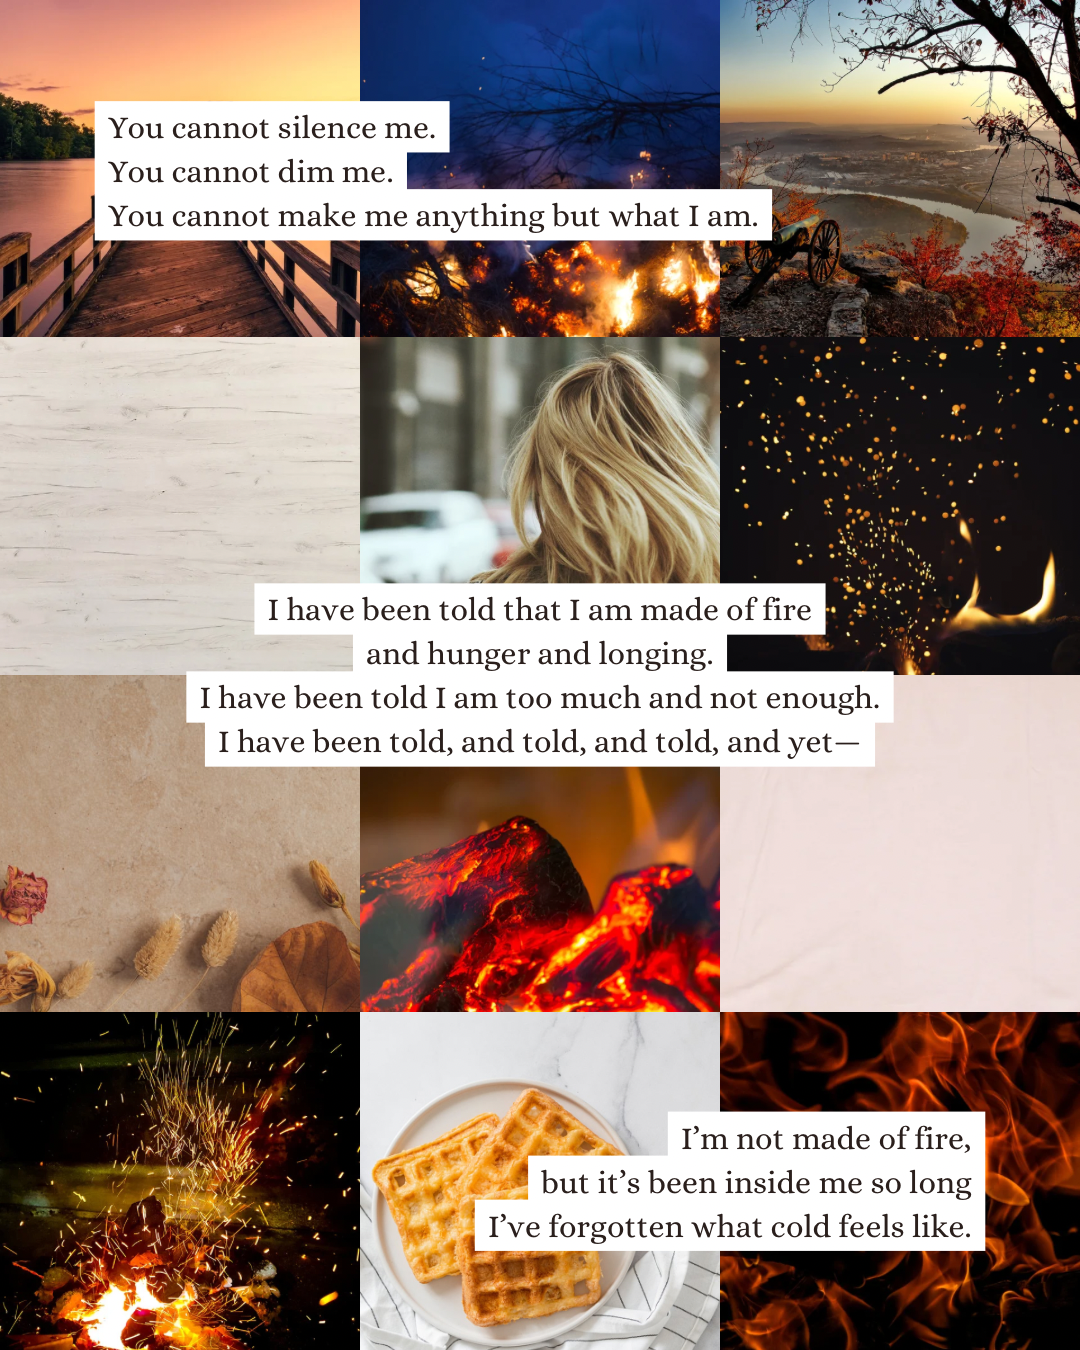 You cannot silence me.
You cannot dim me.
You cannot make me anything but what I am.
I have been told that I am made of fire
and hunger and longing.
I have been told I am too much and not enough.
I have been told, and told, and told, and yet—
I’m not made of fire,
but it’s been inside me so long
I’ve forgotten what cold feels like.